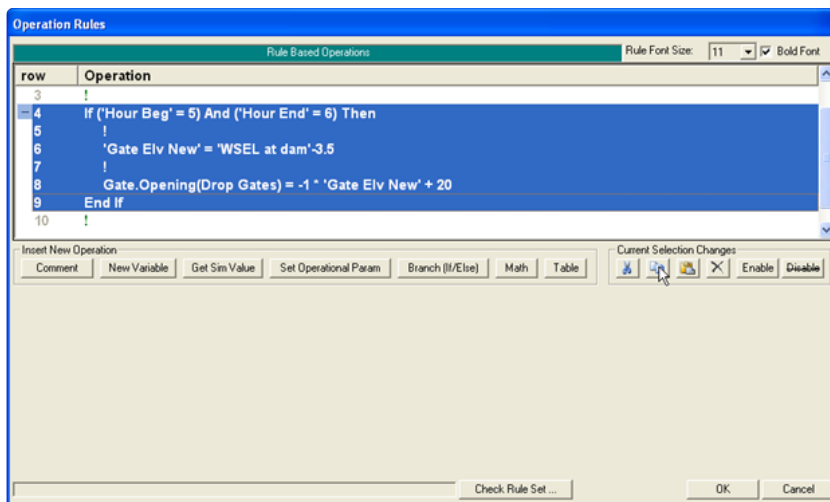 Operation Rules
Rule Based Operations Rule Font Size: 11 Bold Font
row Operation
3 !
4 If ('Hour Beg' = 5) And ('Hour End' = 6) Then
5 !
6 'Gate Elv New' = 'WSEL at dam'-3.5
7 !
8 Gate.Opening(Drop Gates) = -1 * 'Gate Elv New' + 20
9 End If
10 !
Insert New Operation Current Selection Changes
Comment New Variable Get Sim Value Set Operational Param Branch (If/Else) Math Table Enable Disable
Check Rule Set ... OK Cancel